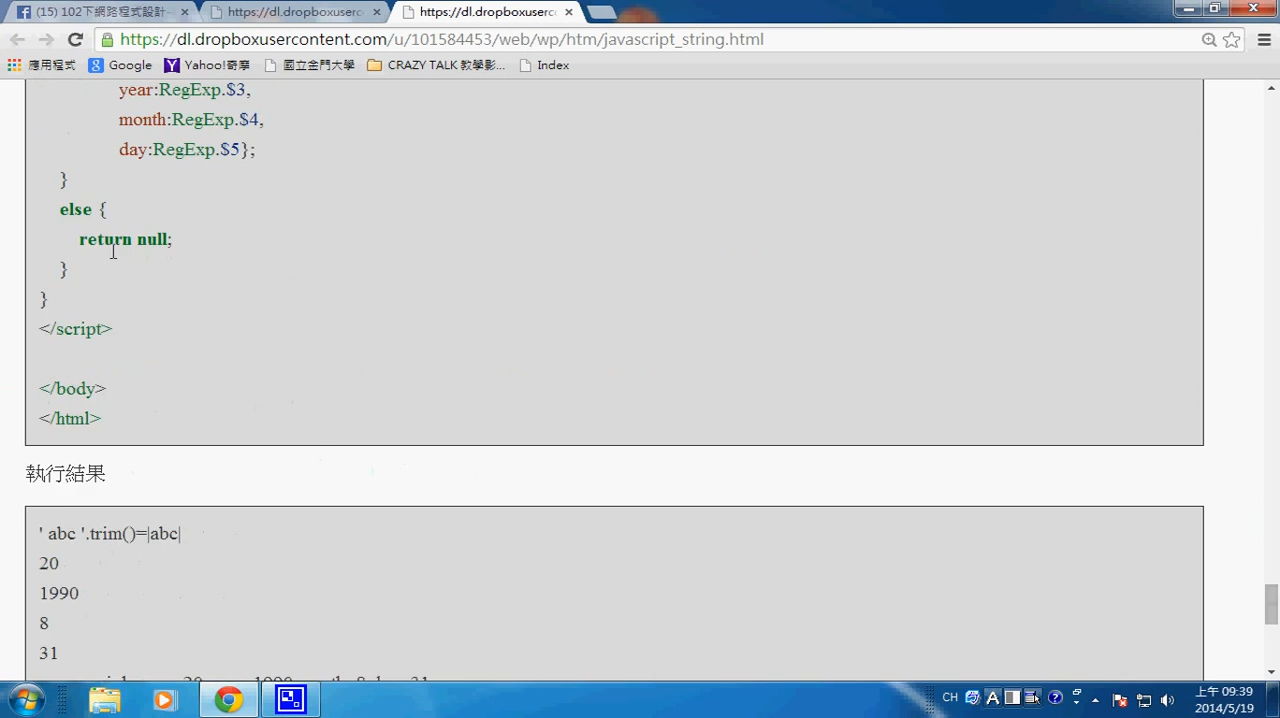 (15) 102下網路程式設計-
https://dl.dropboxuserc
https://dl.dropboxuserco
https://dl.dropboxusercontent.com/u/101584453/web/wp/htm/javascript_string.html
應用程式
Google
Yahoo!奇摩
國立金門大學
CRAZY TALK 教學影...
Index
year:RegExp.$3,
month:RegExp.$4,
day:RegExp.$5};
}
else {
return null;
}
}
</script>
</body>
</html>
執行結果
' abc '.trim()=|abc|
20
1990
8
31
CH
上午 09:39
2014/5/19